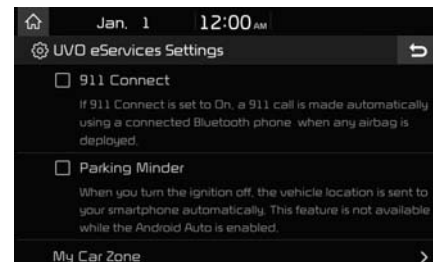 Jan. 1 12:00 AM
UVO eServices Settings
911 Connect
If 911 Connect is set to On, a 911 call is made automatically
using a connected Bluetooth phone when any airbag is
deployed.
Parking Minder
When you turn the ignition off, the vehicle location is sent to
your smartphone automatically. This feature is not available
while the Android Auto is enabled.
My Car Zone